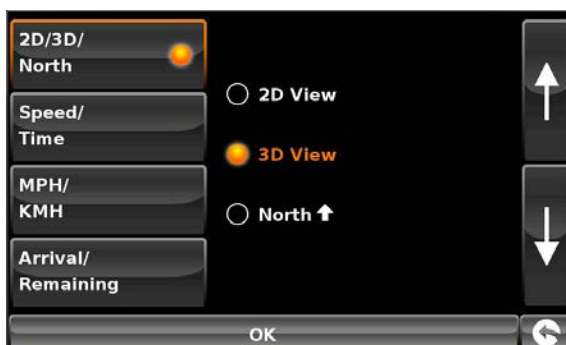 2D/3D/
North
Speed/
Time
MPH/
KMH
Arrival/
Remaining
2D View
3D View
North ⬆
OK